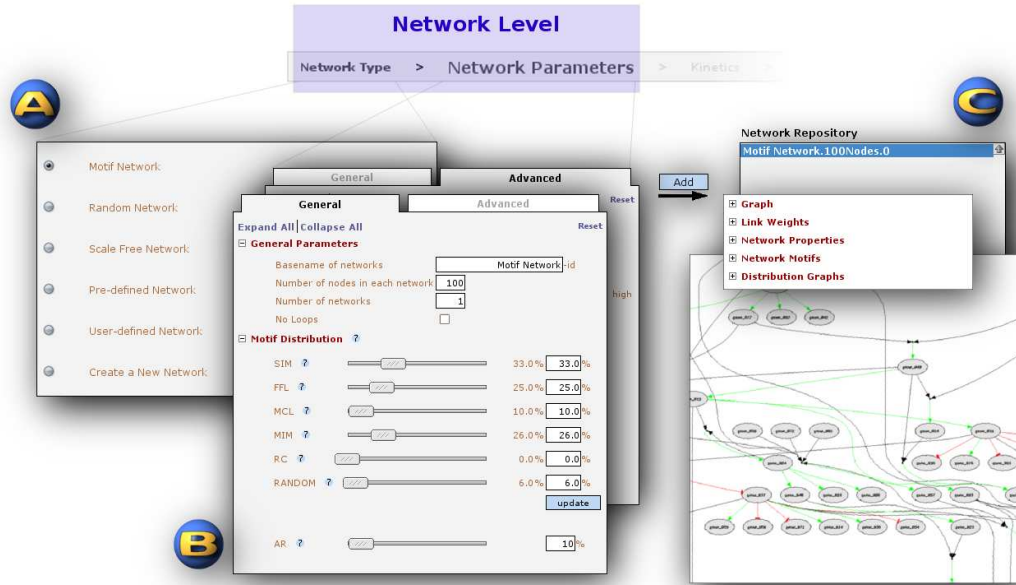 Network Level
Network Type > Network Parameters > Kinetics >
A
C
Motif Network
Random Network
Scale Free Network
Pre-defined Network
User-defined Network
Create a New Network
General Advanced
Reset
high
General Advanced
Expand All|Collapse All Reset
General Parameters
Basename of networks Motif Network -id
Number of nodes in each network 100
Number of networks 1
No Loops
Motif Distribution ?
SIM ? 33.0% 33.0 %
FFL ? 25.0% 25.0 %
MCL ? 10.0% 10.0 %
MIM ? 26.0% 26.0 %
RC ? 0.0% 0.0 %
RANDOM ? 6.0% 6.0 %
update
AR ? 10 %
B
Add
Network Repository
Motif Network.100Nodes.0
Graph
Link Weights
Network Properties
Network Motifs
Distribution Graphs